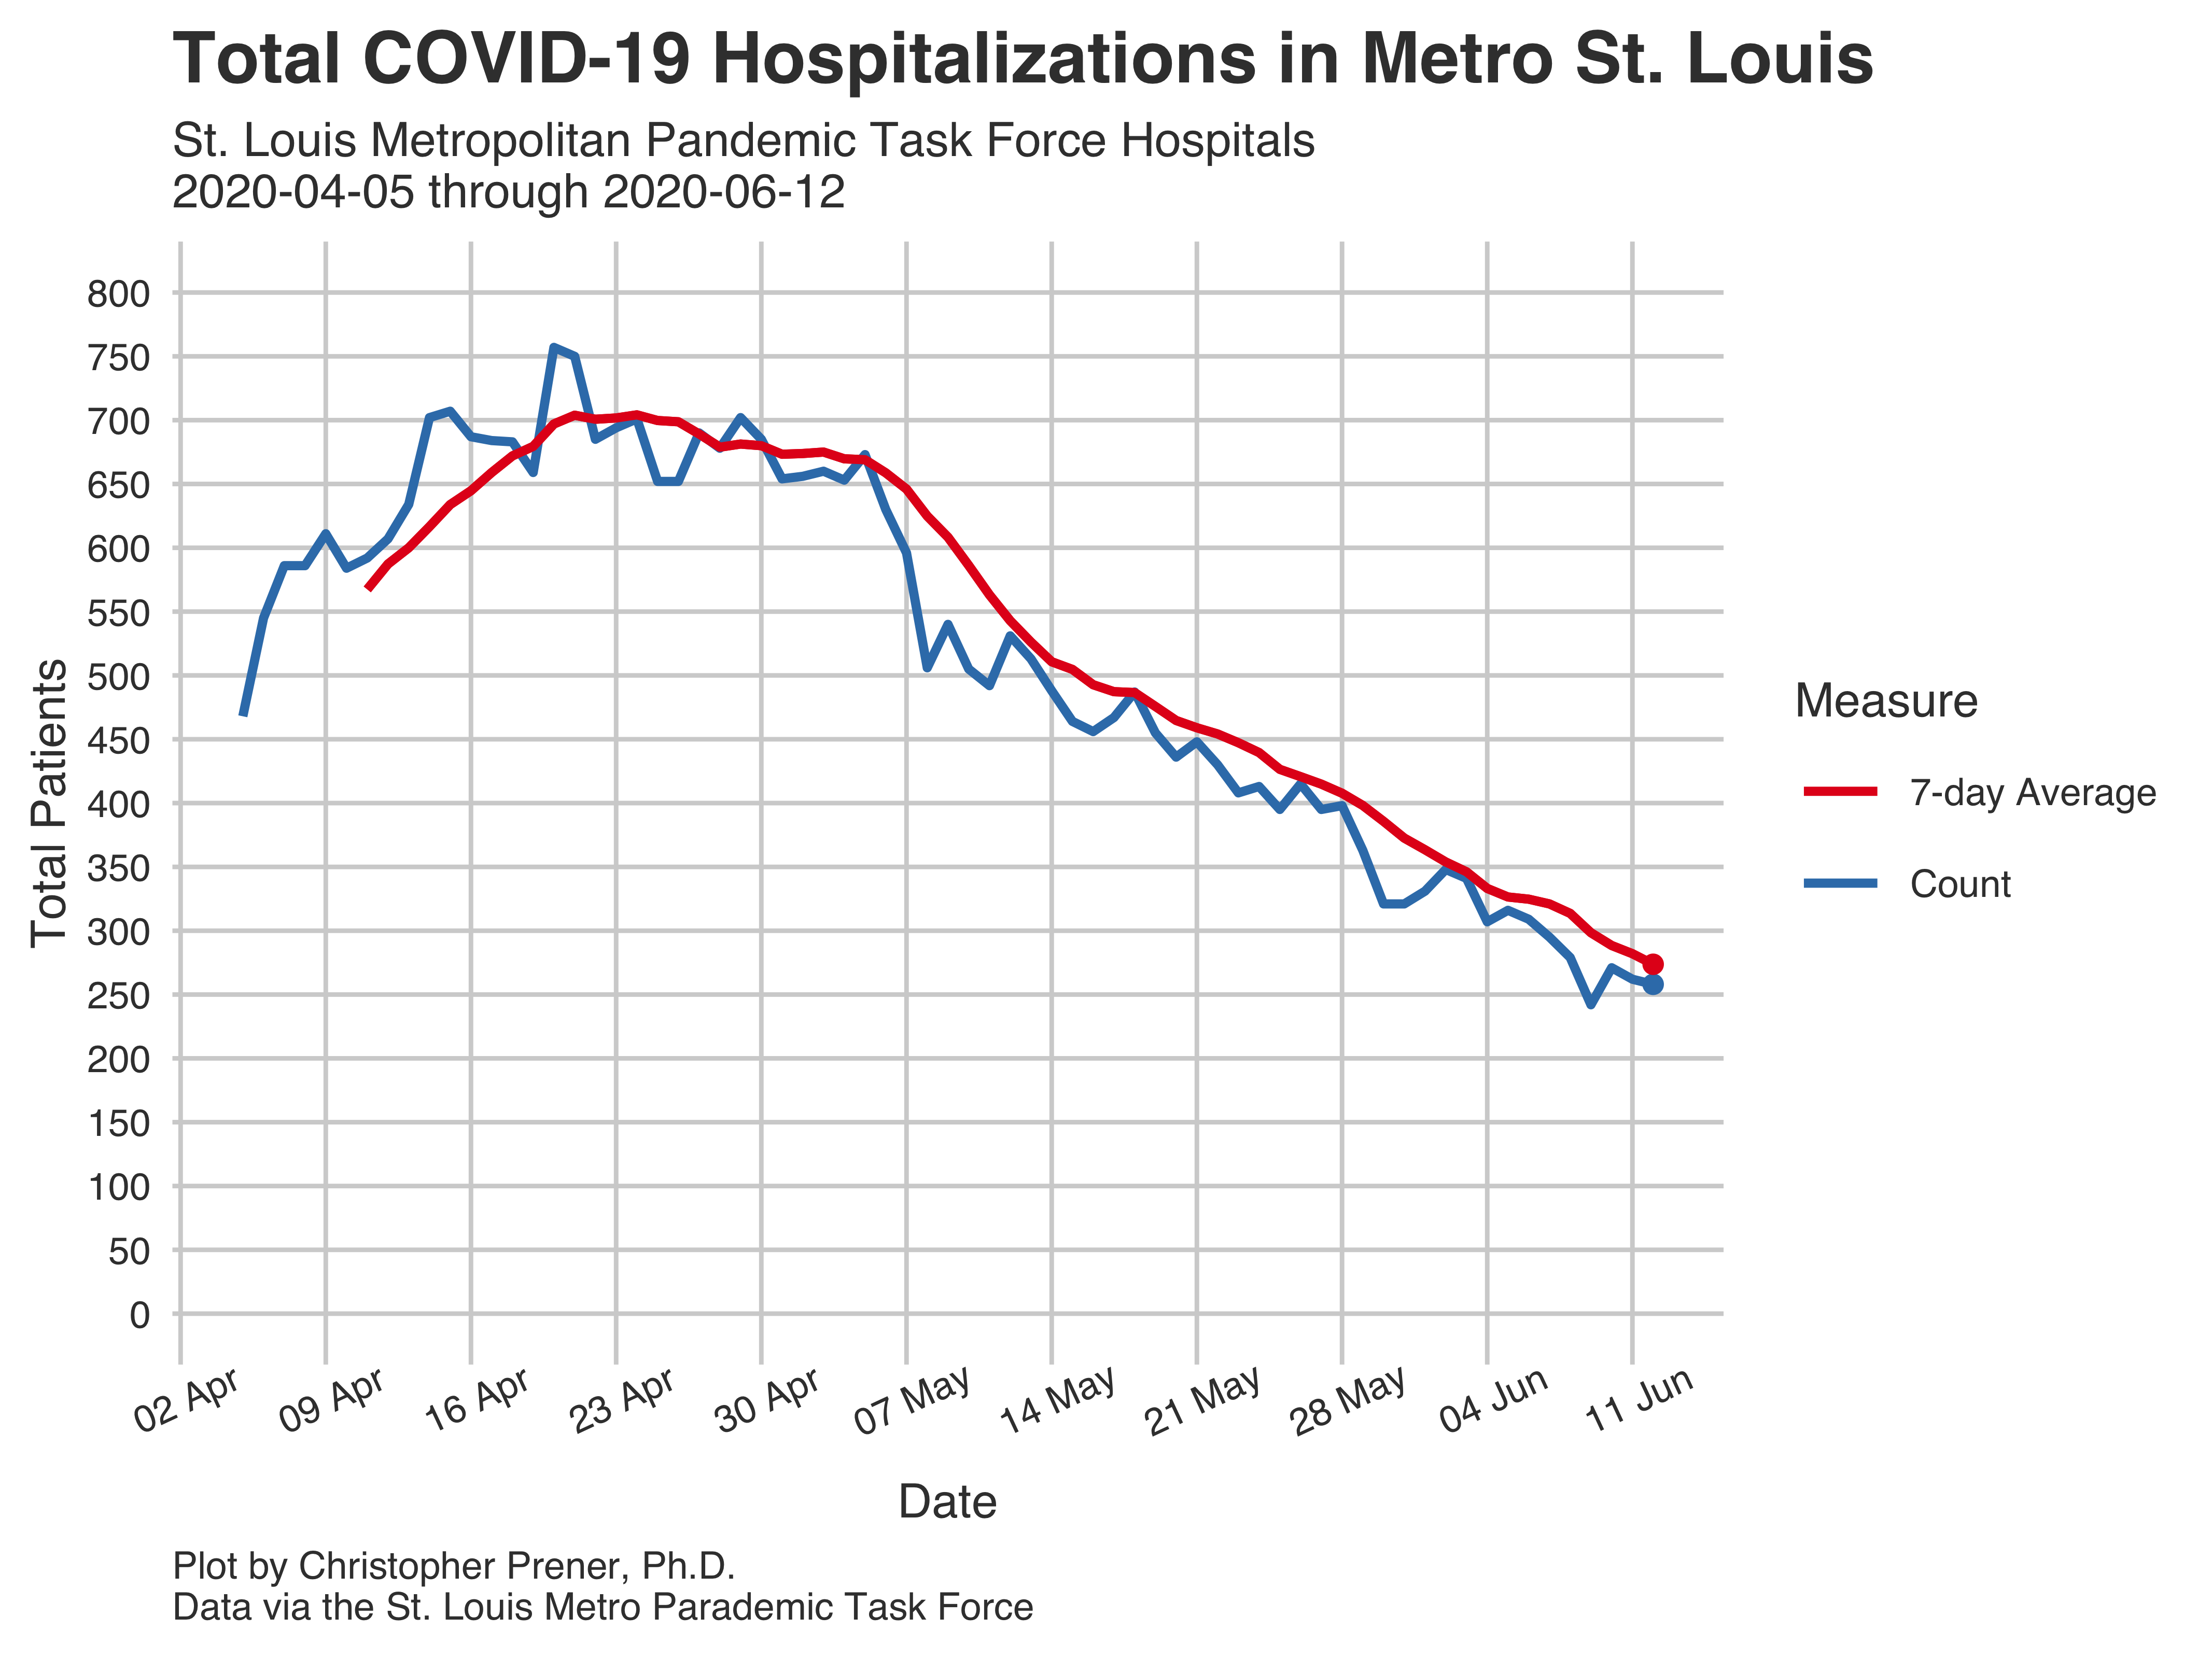 Total COVID-19 Hospitalizations in Metro St. Louis
St. Louis Metropolitan Pandemic Task Force Hospitals
2020-04-05 through 2020-06-12
800
750
700
650
600
550
500
450
400
350
300
250
200
150
100
50
0
Total Patients
02 Apr
09 Apr
16 Apr
23 Apr
30 Apr
07 May
14 May
21 May
28 May
04 Jun
11 Jun
Date
Measure
7-day Average
Count
Plot by Christopher Prener, Ph.D.
Data via the St. Louis Metro Parademic Task Force